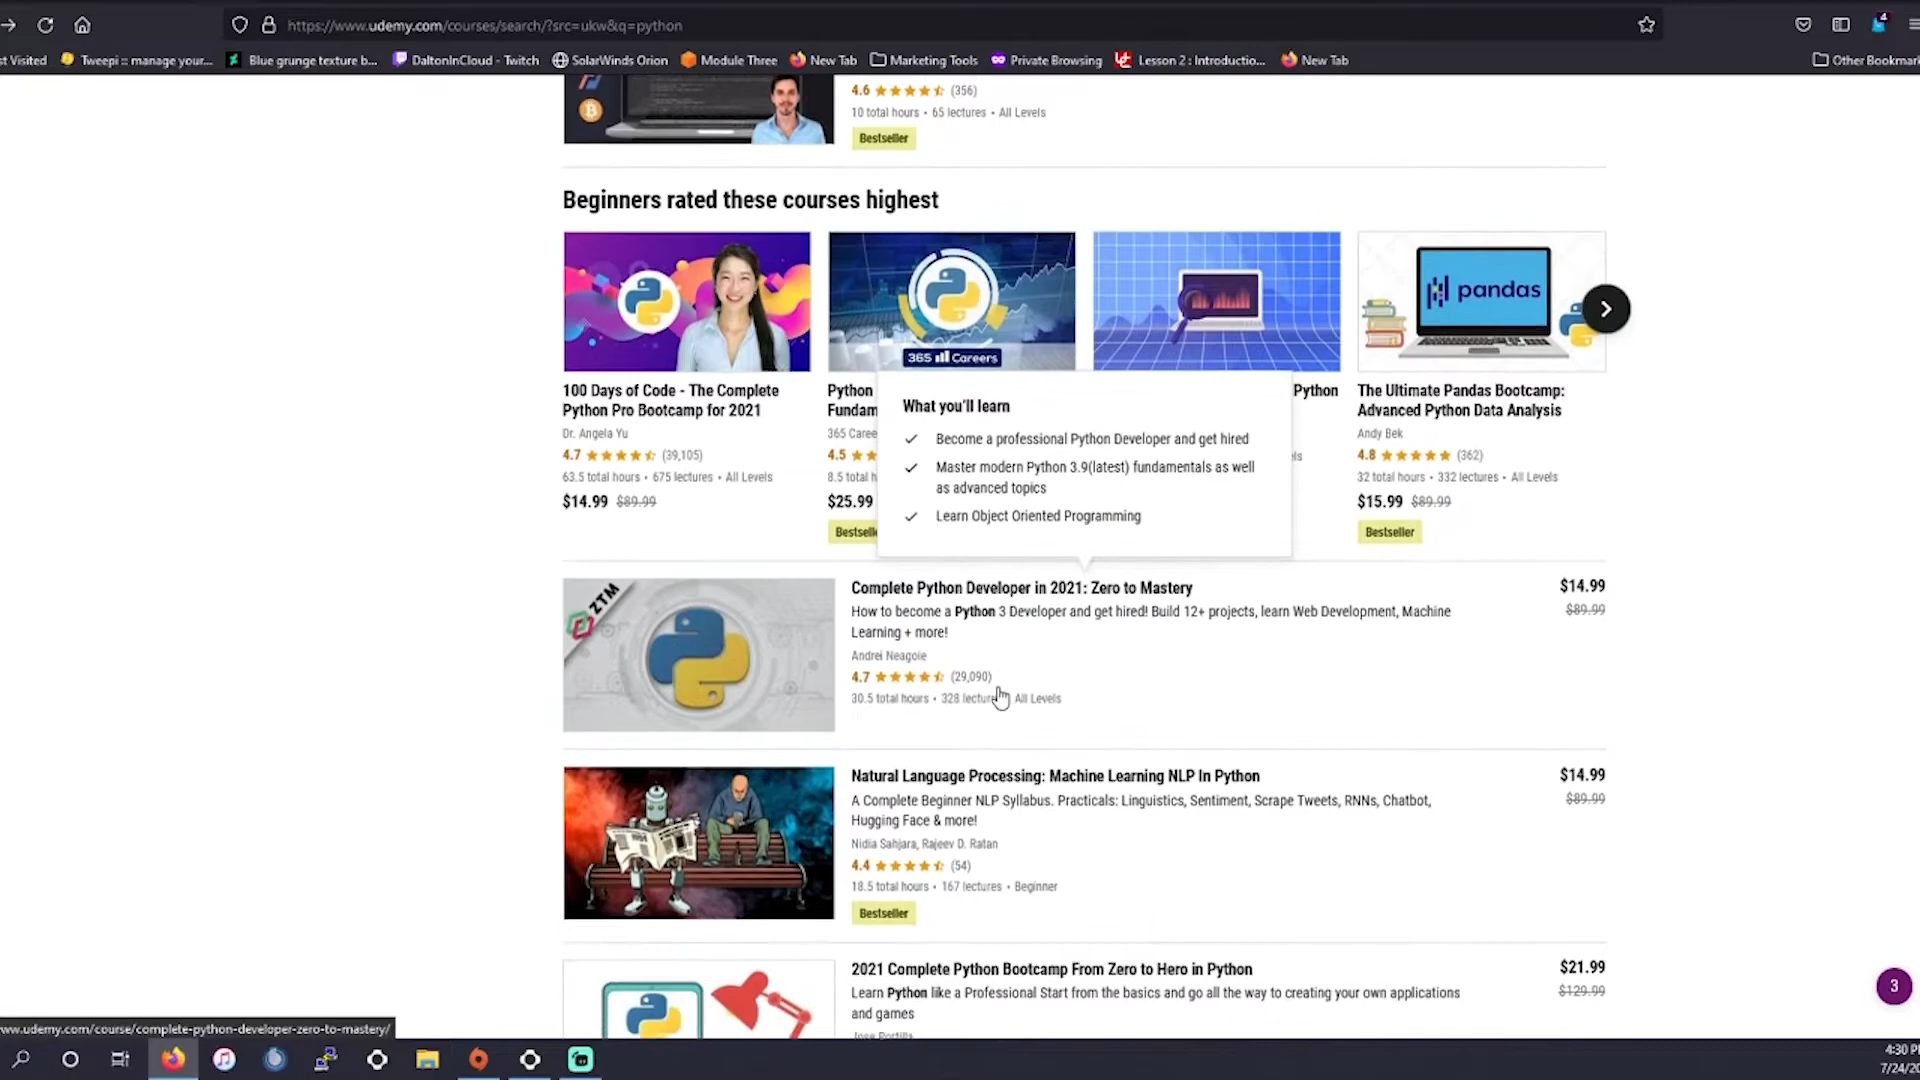 https://www.udemy.com/courses/search/?src=ukw&q=python
st Visited
Tweepi :: manage your...
Blue grunge texture b...
DaltonInCloud - Twitch
SolarWinds Orion
Module Three
New Tab
Marketing Tools
Private Browsing
Lesson 2 : Introductio...
New Tab
Other Bookmark
4
4.6 (356)
10 total hours • 65 lectures • All Levels
Bestseller
Beginners rated these courses highest
365 Careers
pandas
100 Days of Code - The Complete
Python Pro Bootcamp for 2021
Dr. Angela Yu
4.7 (39,105)
63.5 total hours • 675 lectures • All Levels
$14.99 $89.99
Python
Fundam
365 Caree
4.5
8.5 total h
$25.99
Bestselle
Python
els
The Ultimate Pandas Bootcamp:
Advanced Python Data Analysis
Andy Bek
4.8 (362)
32 total hours • 332 lectures • All Levels
$15.99 $89.99
Bestseller
What you'll learn
Become a professional Python Developer and get hired
Master modern Python 3.9(latest) fundamentals as well
as advanced topics
Learn Object Oriented Programming
ZTM
Complete Python Developer in 2021: Zero to Mastery
$14.99
How to become a Python 3 Developer and get hired! Build 12+ projects, learn Web Development, Machine
$89.99
Learning + more!
Andrei Neagoie
4.7 (29,090)
30.5 total hours • 328 lectures All Levels
Natural Language Processing: Machine Learning NLP In Python
$14.99
A Complete Beginner NLP Syllabus. Practicals: Linguistics, Sentiment, Scrape Tweets, RNNs, Chatbot,
$89.99
Hugging Face & more!
Nidia Sahjara, Rajeev D. Ratan
4.4 (54)
18.5 total hours • 167 lectures • Beginner
Bestseller
2021 Complete Python Bootcamp From Zero to Hero in Python
$21.99
Learn Python like a Professional Start from the basics and go all the way to creating your own applications
$129.99
and games
Jose Portilla
3
www.udemy.com/course/complete-python-developer-zero-to-mastery/
4:30 P
7/24/20